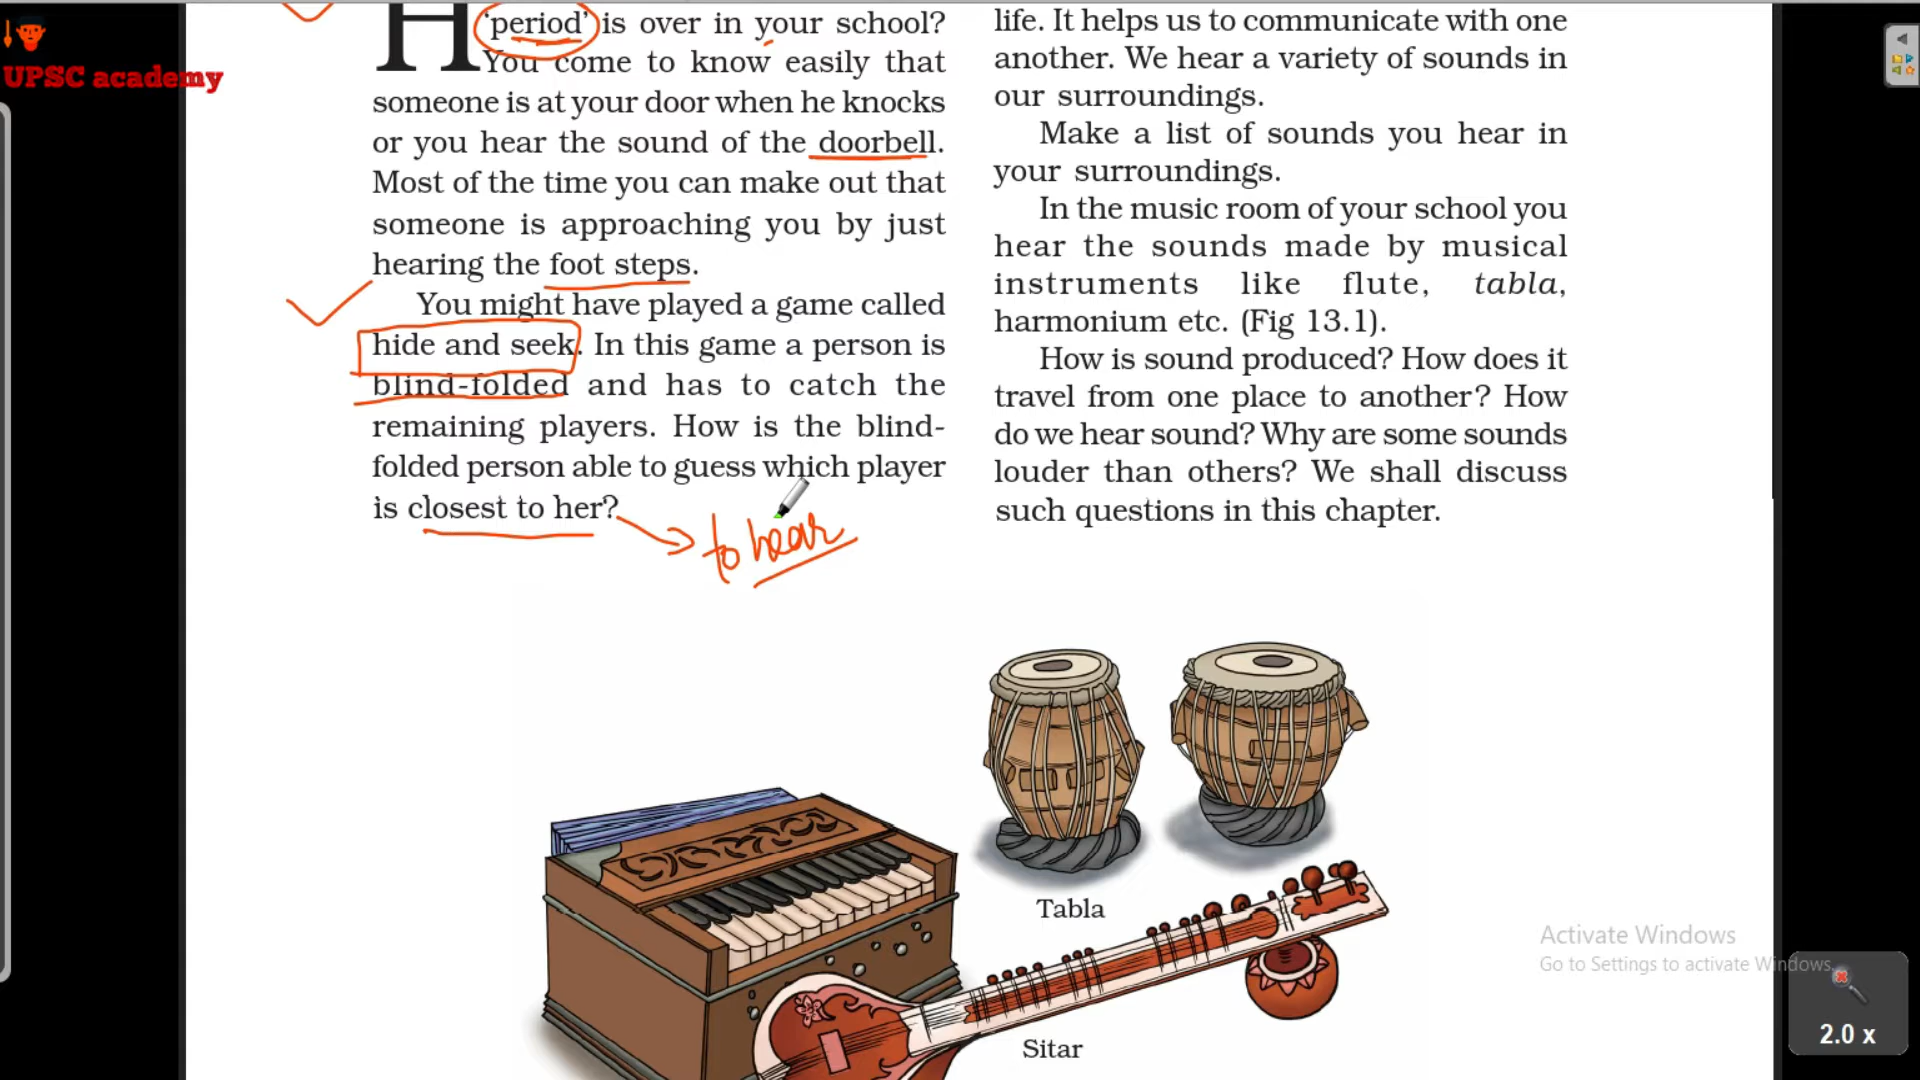 UPSC academy
H 'period' is over in your school?
You come to know easily that
someone is at your door when he knocks
or you hear the sound of the doorbell.
Most of the time you can make out that
someone is approaching you by just
hearing the foot steps.
You might have played a game called
hide and seek. In this game a person is
blind-folded and has to catch the
remaining players. How is the blind-
folded person able to guess which player
is closest to her?
to hear
life. It helps us to communicate with one
another. We hear a variety of sounds in
our surroundings.
Make a list of sounds you hear in
your surroundings.
In the music room of your school you
hear the sounds made by musical
instruments like flute, tabla,
harmonium etc. (Fig 13.1).
How is sound produced? How does it
travel from one place to another? How
do we hear sound? Why are some sounds
louder than others? We shall discuss
such questions in this chapter.
Tabla
Sitar
Activate Windows
Go to Settings to activate Windows.
2.0 x